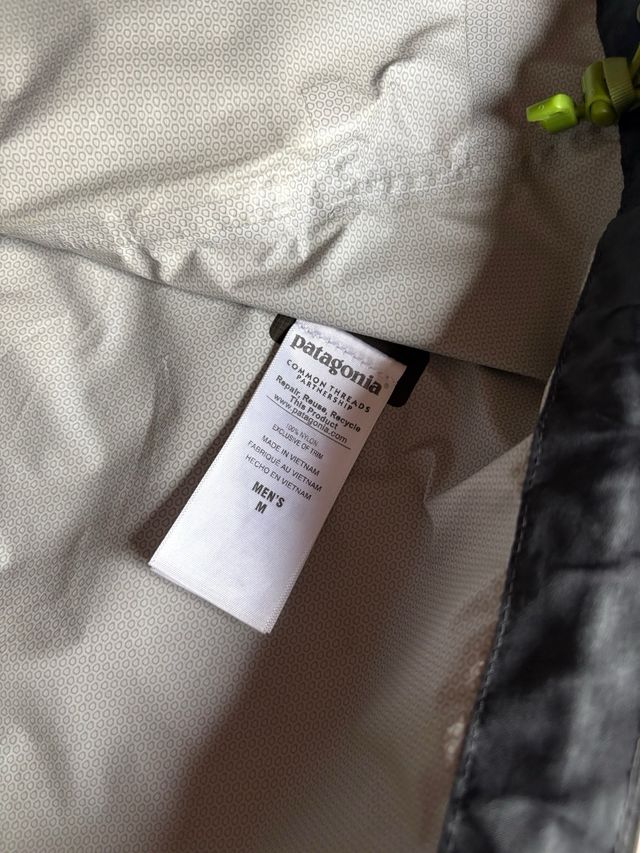 patagonia®
COMMON THREADS
PARTNERSHIP
Repair, Reuse, Recycle
This Product
www.patagonia.com
100% NYLON
EXCLUSIVE OF TRIM
MADE IN VIETNAM
FABRIQUÉ AU VIETNAM
HECHO EN VIETNAM
MEN'S
M